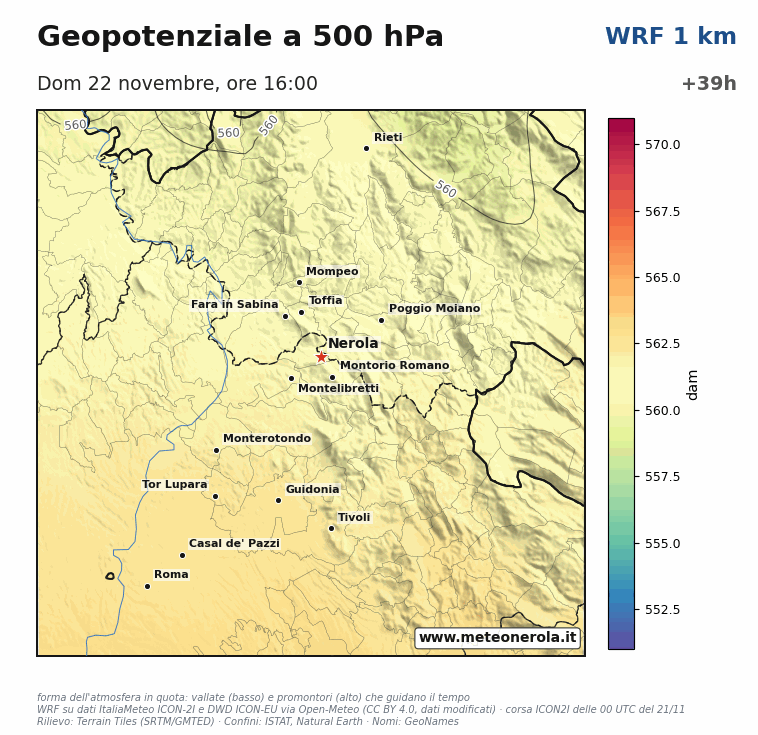 Geopotenziale a 500 hPa
WRF 1 km
Dom 22 novembre, ore 16:00
+39h
560
560
560
560
Rieti
Mompeo
Toffia
Fara in Sabina
Poggio Moiano
Nerola
Montorio Romano
Montelibretti
Monterotondo
Tor Lupara
Guidonia
Tivoli
Casal de' Pazzi
Roma
www.meteonerola.it
570.0
567.5
565.0
562.5
560.0
557.5
555.0
552.5
dam
forma dell'atmosfera in quota: vallate (basso) e promontori (alto) che guidano il tempo
WRF su dati ItaliaMeteo ICON-2I e DWD ICON-EU via Open-Meteo (CC BY 4.0, dati modificati) · corsa ICON2I delle 00 UTC del 21/11
Rilievo: Terrain Tiles (SRTM/GMTED) · Confini: ISTAT, Natural Earth · Nomi: GeoNames